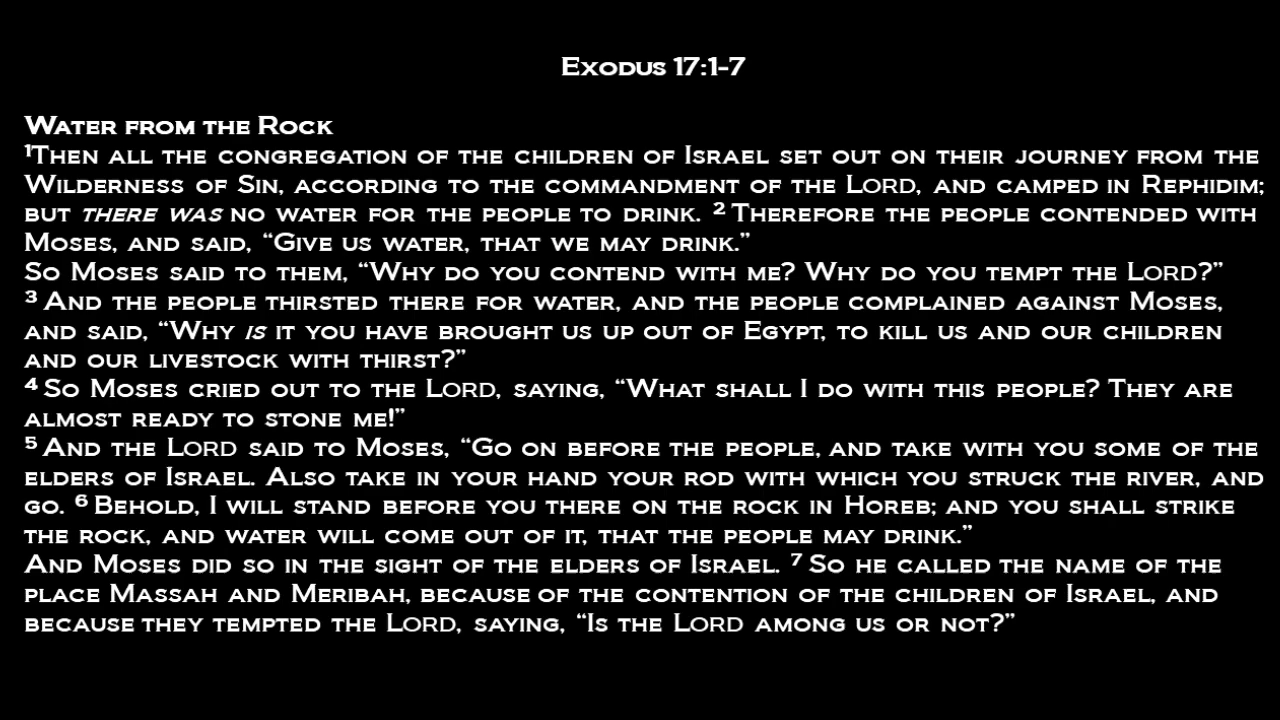 Exodus 17:1-7
Water from the Rock
¹Then all the congregation of the children of Israel set out on their journey from the
Wilderness of Sin, according to the commandment of the Lord, and camped in Rephidim;
but there was no water for the people to drink. ² Therefore the people contended with
Moses, and said, “Give us water, that we may drink.”
So Moses said to them, “Why do you contend with me? Why do you tempt the Lord?”
³ And the people thirsted there for water, and the people complained against Moses,
and said, “Why is it you have brought us up out of Egypt, to kill us and our children
and our livestock with thirst?”
⁴ So Moses cried out to the Lord, saying, “What shall I do with this people? They are
almost ready to stone me!”
⁵ And the Lord said to Moses, “Go on before the people, and take with you some of the
elders of Israel. Also take in your hand your rod with which you struck the river, and
go. ⁶ Behold, I will stand before you there on the rock in Horeb; and you shall strike
the rock, and water will come out of it, that the people may drink.”
And Moses did so in the sight of the elders of Israel. ⁷ So he called the name of the
place Massah and Meribah, because of the contention of the children of Israel, and
because they tempted the Lord, saying, “Is the Lord among us or not?”